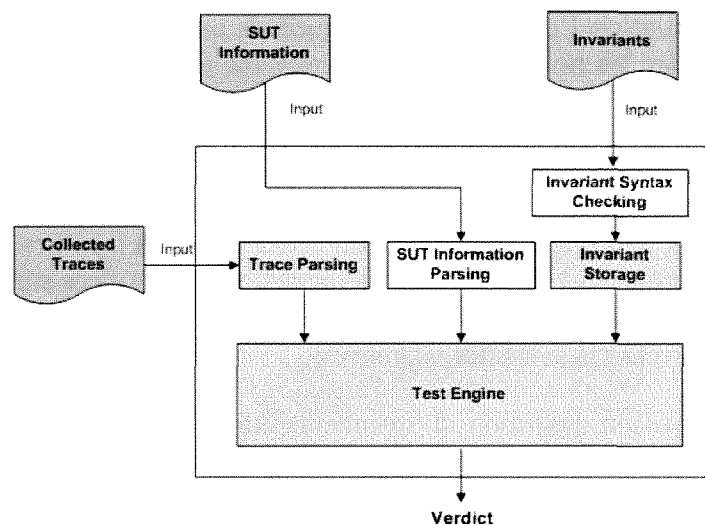 SUT
Information
Invariants
Input
Input
Invariant Syntax
Checking
Collected
Traces
Input
Trace Parsing
SUT Information
Parsing
Invariant
Storage
Test Engine
Verdict